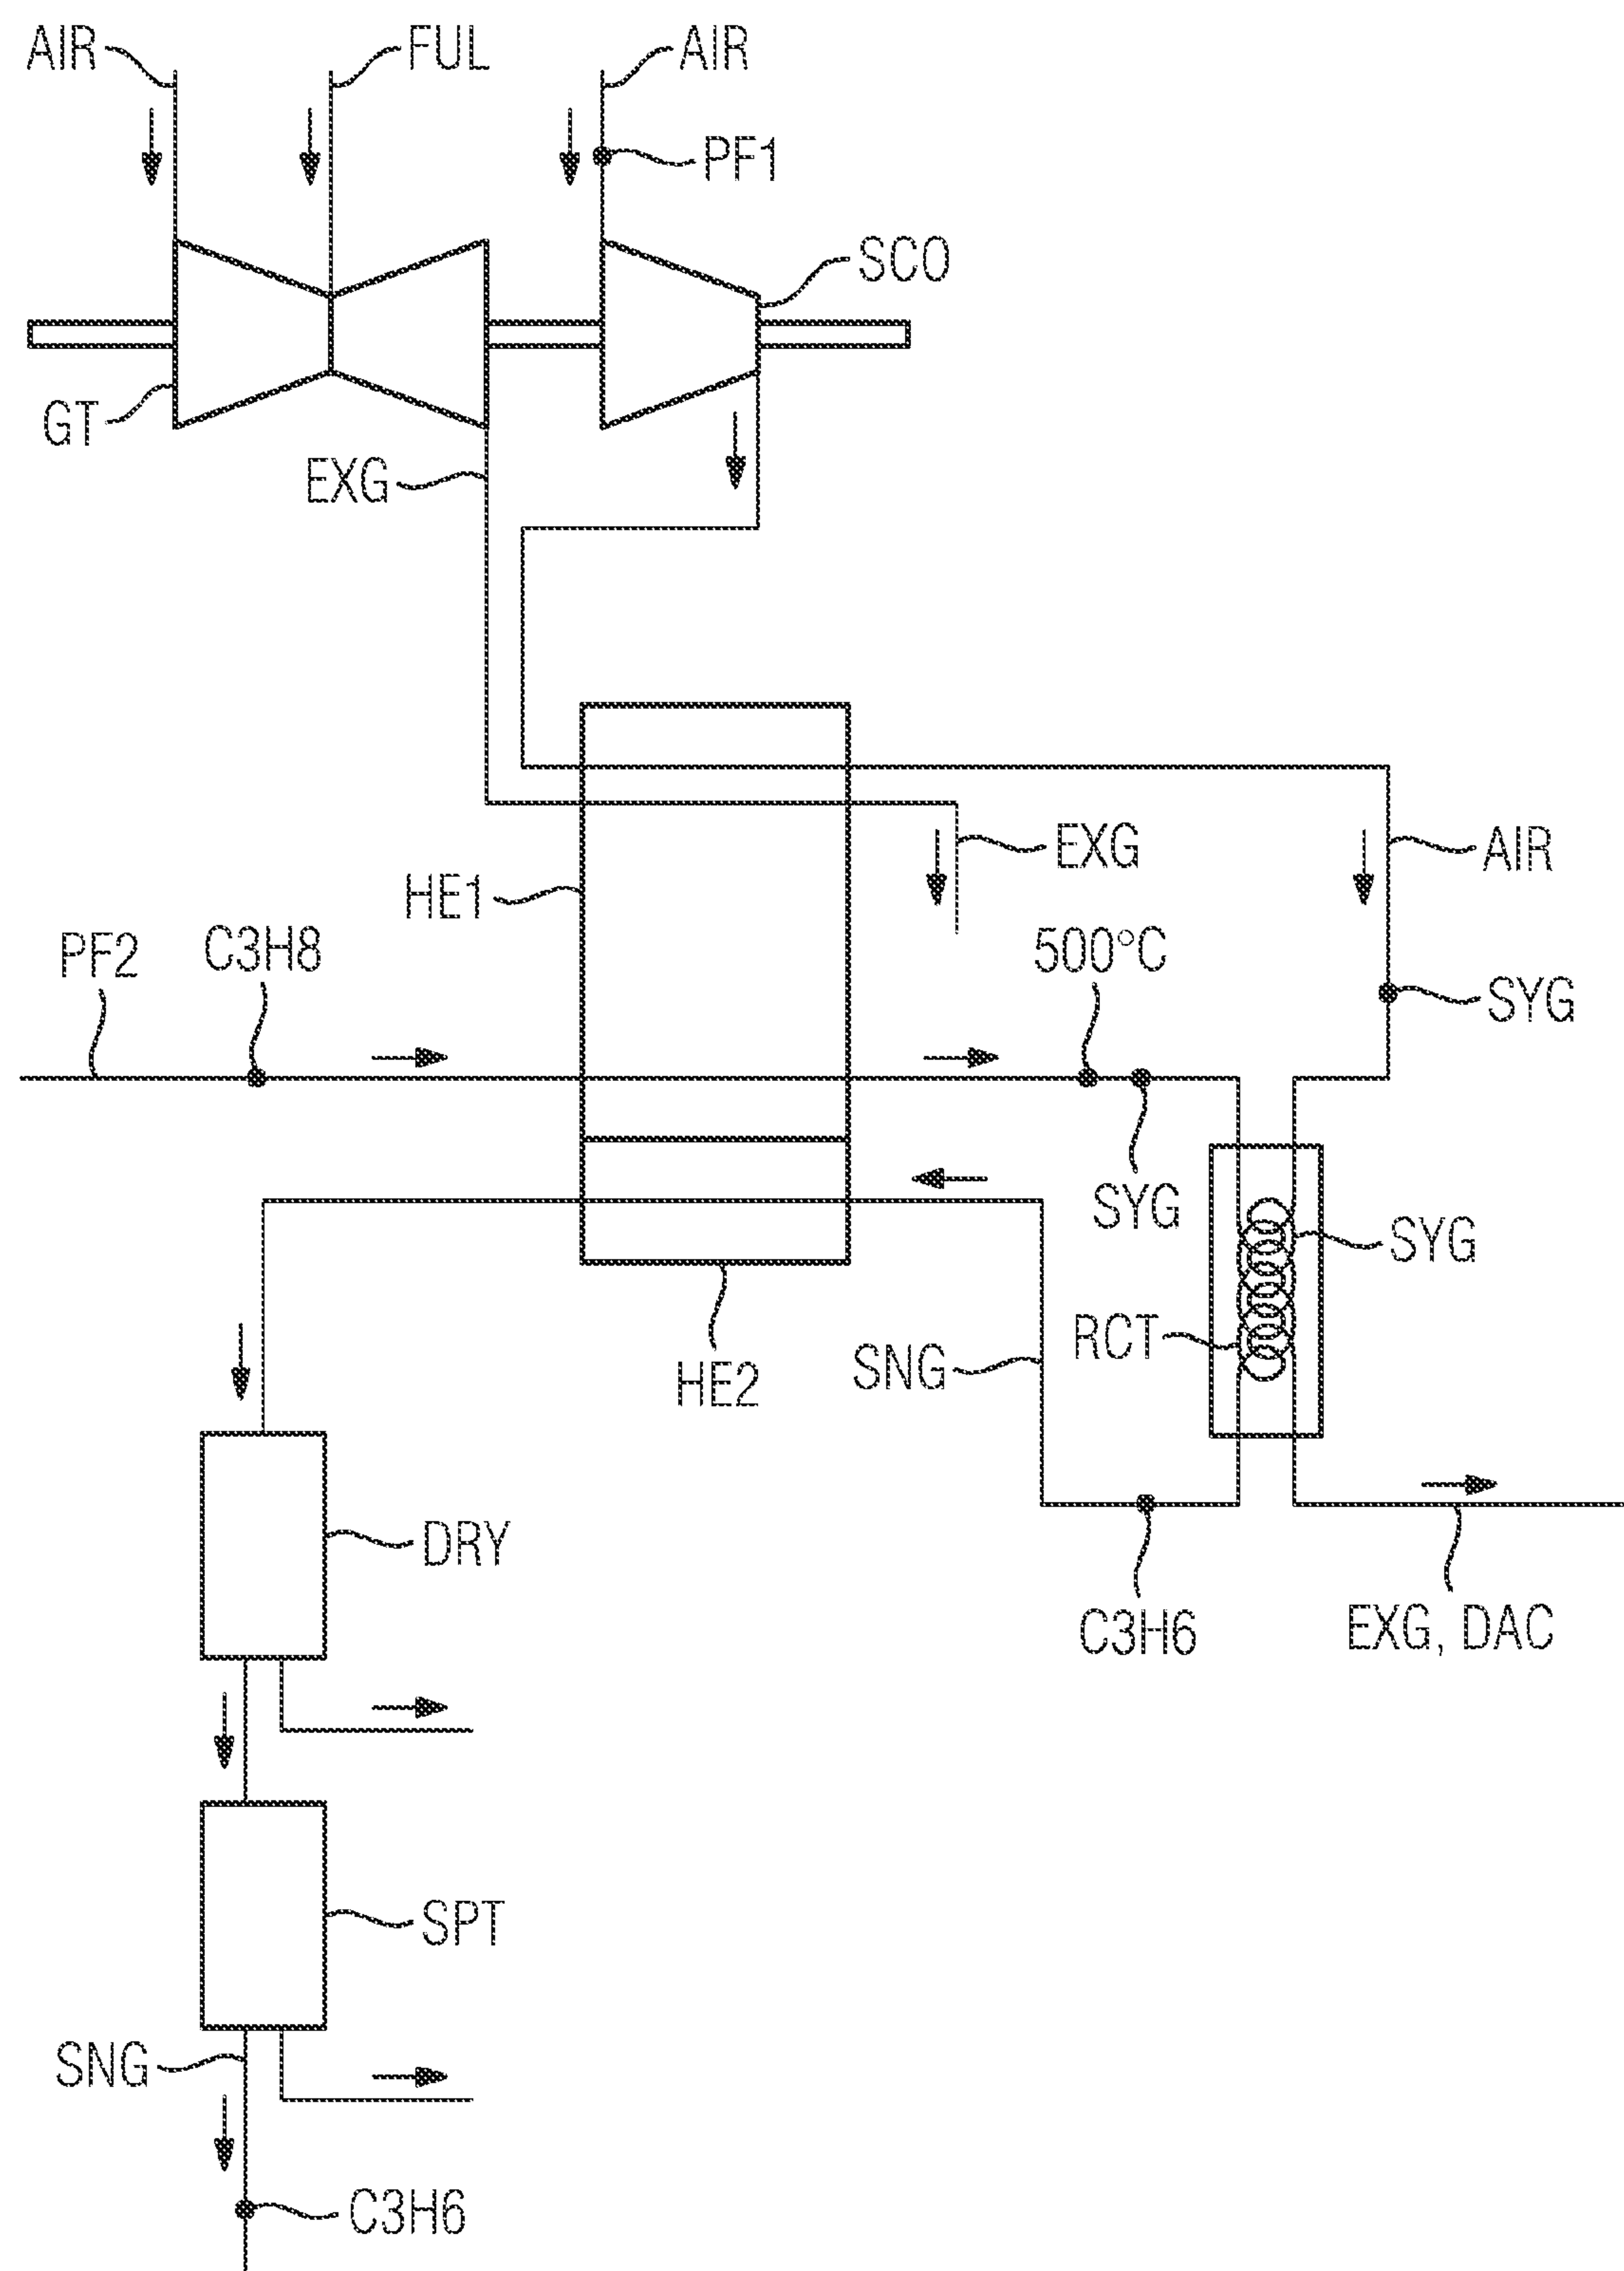 AIR
FUL
AIR
PF1
SCO
GT
EXG
EXG
AIR
HE1
PF2
C3H8
500°C
SYG
SYG
SYG
RCT
SNG
HE2
DRY
C3H6
EXG, DAC
SPT
SNG
C3H6